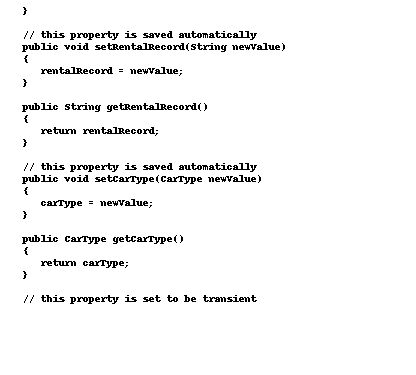 }
// this property is saved automatically
public void setRentalRecord(String newValue)
{
rentalRecord = newValue;
}
public String getRentalRecord()
{
return rentalRecord;
}
// this property is saved automatically
public void setCarType(CarType newValue)
{
carType = newValue;
}
public CarType getCarType()
{
return carType;
}
// this property is set to be transient